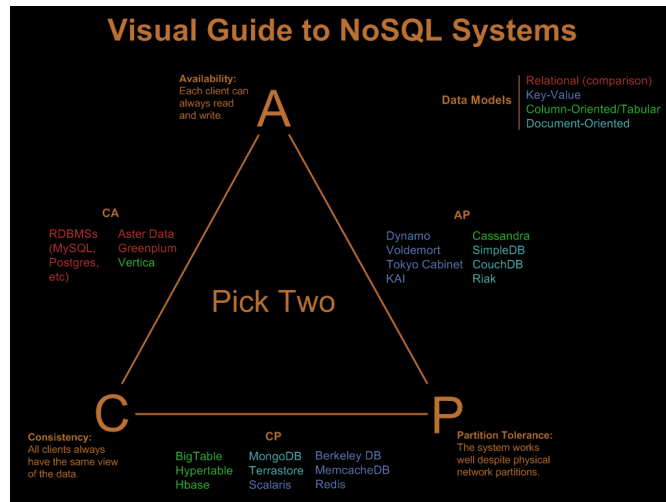 Visual Guide to NoSQL Systems
Availability:
Each client can
always read
and write.
A
Data Models
Relational (comparison)
Key-Value
Column-Oriented/Tabular
Document-Oriented
CA
RDBMSs
(MySQL,
Postgres,
etc)
Aster Data
Greenplum
Vertica
AP
Dynamo
Voldemort
Tokyo Cabinet
KAI
Cassandra
SimpleDB
CouchDB
Riak
Pick Two
C
P
Consistency:
All clients always
have the same view
of the data.
CP
BigTable
Hypertable
Hbase
MongoDB
Terrastore
Scalaris
Berkeley DB
MemcacheDB
Redis
Partition Tolerance:
The system works
well despite physical
network partitions.